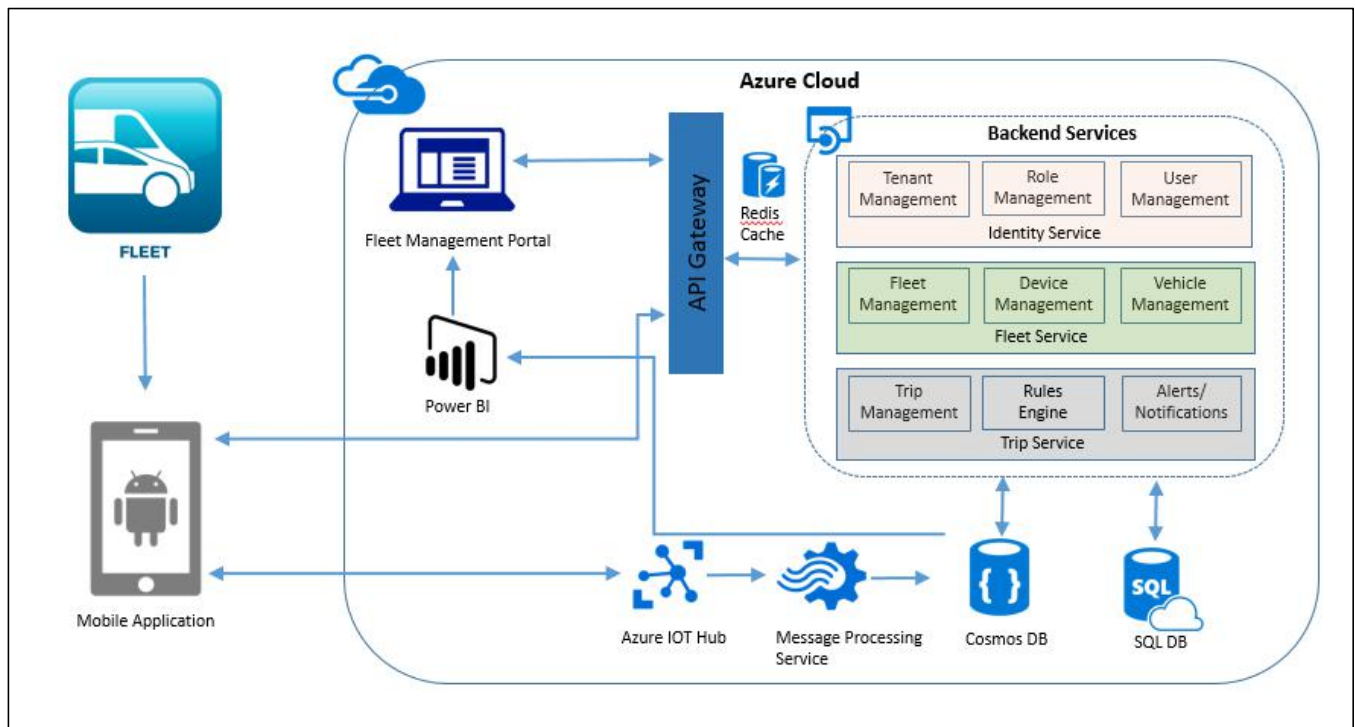 Azure Cloud
FLEET
Fleet Management Portal
Power BI
Mobile Application
API Gateway
Redis
Cache
Backend Services
Tenant
Management
Role
Management
User
Management
Identity Service
Fleet
Management
Device
Management
Vehicle
Management
Fleet Service
Trip
Management
Rules
Engine
Alerts/
Notifications
Trip Service
Azure IOT Hub
Message Processing
Service
{ }
Cosmos DB
SQL
SQL DB